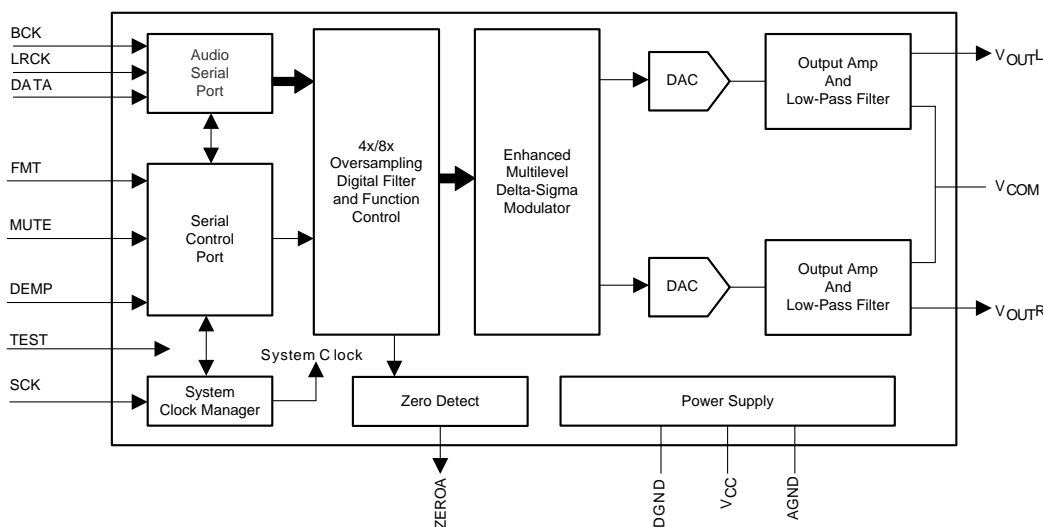 BCK
LRCK
DATA
Audio
Serial
Port
FMT
MUTE
DEMP
Serial
Control
Port
TEST
SCK
System
Clock Manager
System Clock
4x/8x
Oversampling
Digital Filter
and Function
Control
Enhanced
Multilevel
Delta-Sigma
Modulator
DAC
Output Amp
And
Low-Pass Filter
VOUTL
VCOM
DAC
Output Amp
And
Low-Pass Filter
VOUTR
Zero Detect
ZEROA
Power Supply
DGND
VCC
AGND